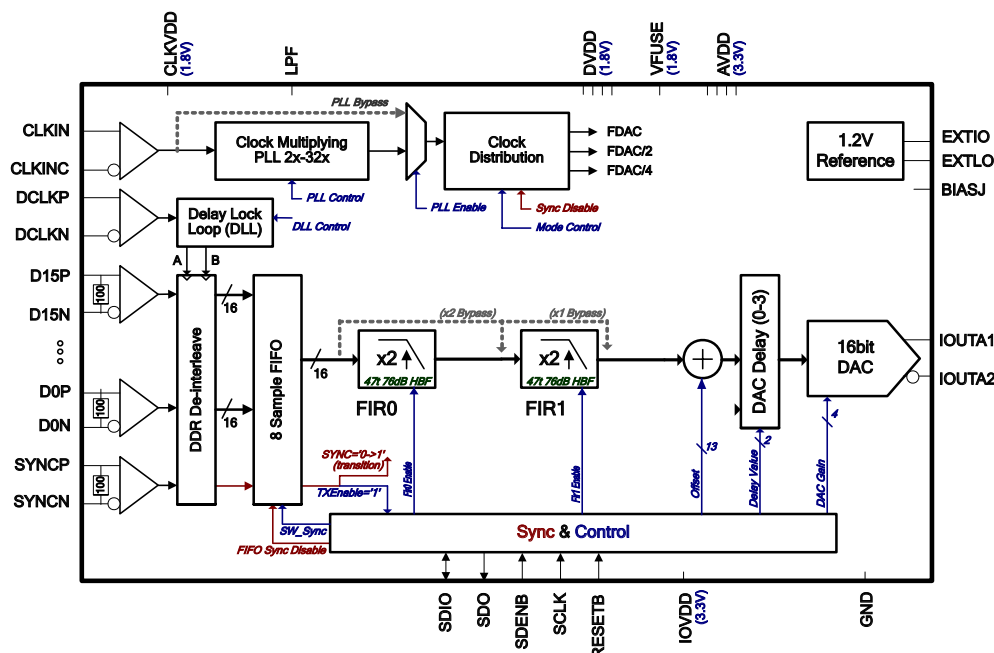 CLKVDD
(1.8V)
LPF
DVDD
(1.8V)
VFUSE
(1.8V)
AVDD
(3.3V)
CLKIN
CLKINC
PLL Bypass
Clock Multiplying
PLL 2x-32x
PLL Control
PLL Enable
Clock
Distribution
FDAC
FDAC/2
FDAC/4
Sync Disable
Mode Control
1.2V
Reference
EXTIO
EXTLO
BIASJ
DCLKP
DCLKN
Delay Lock
Loop (DLL)
DLL Control
A
B
D15P
100
D15N
D0P
100
D0N
SYNCP
100
SYNCN
DDR De-interleave
16
16
8 Sample FIFO
16
(x2 Bypass)
(x1 Bypass)
x2
47t 76dB HBF
FIR0
x2
47t 76dB HBF
FIR1
DAC Delay (0-3)
16bit
DAC
IOUTA1
IOUTA2
SYNC='0->1'
(transition)
TXEnable='1'
SW_Sync
FIFO Sync Disable
Fir0 Enable
Fir1 Enable
Offset
13
Delay Value
2
DAC Gain
4
Sync & Control
SDIO
SDO
SDENB
SCLK
RESETB
IOVDD
(3.3V)
GND